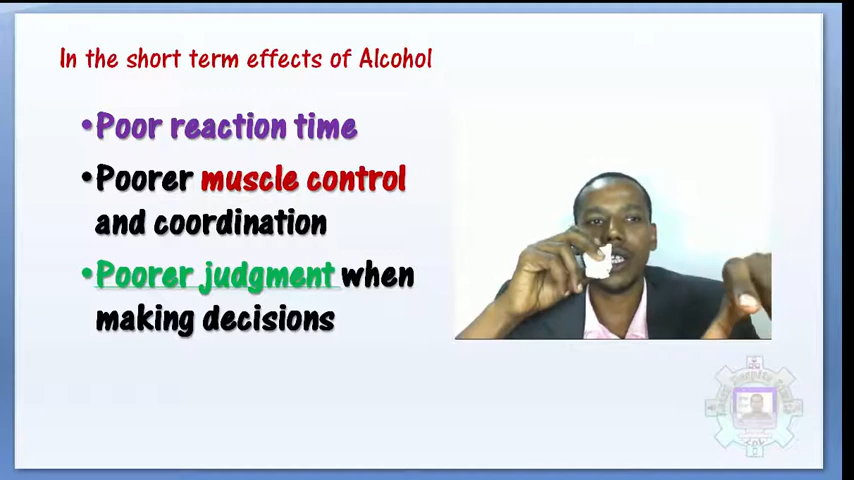 In the short term effects of Alcohol
•Poor reaction time
•Poorer muscle control
and coordination
•Poorer judgment when
making decisions